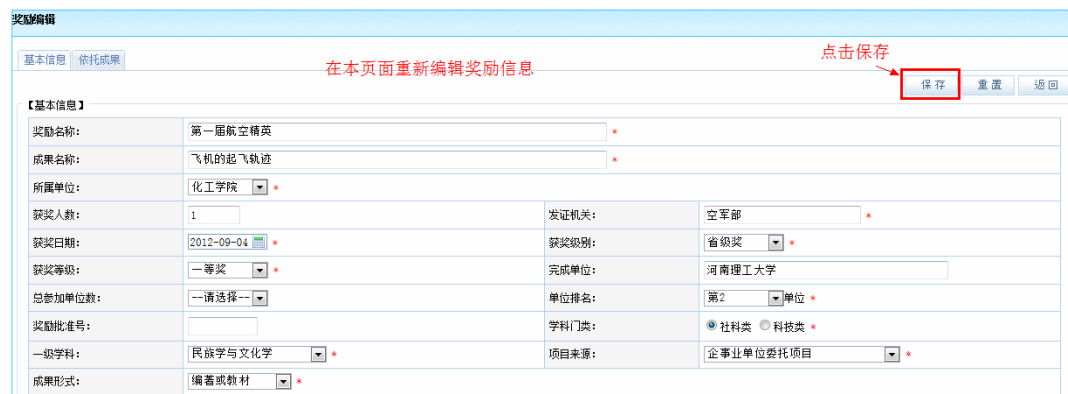 奖励编辑
基本信息 依托成果
在本页面重新编辑奖励信息
点击保存
保存 重置 返回
【基本信息】
奖励名称: 第一届航空精英 *
成果名称: 飞机的起飞轨迹 *
所属单位: 化工学院 *
获奖人数: 1 发证机关: 空军部 *
获奖日期: 2012-09-04 * 获奖级别: 省级奖 *
获奖等级: 一等奖 * 完成单位: 河南理工大学
总参加单位数: --请选择-- 单位排名: 第2 单位 *
奖励批准号: 学科门类: 社科类 科技类 *
一级学科: 民族学与文化学 * 项目来源: 企事业单位委托项目 *
成果形式: 编著或教材 *